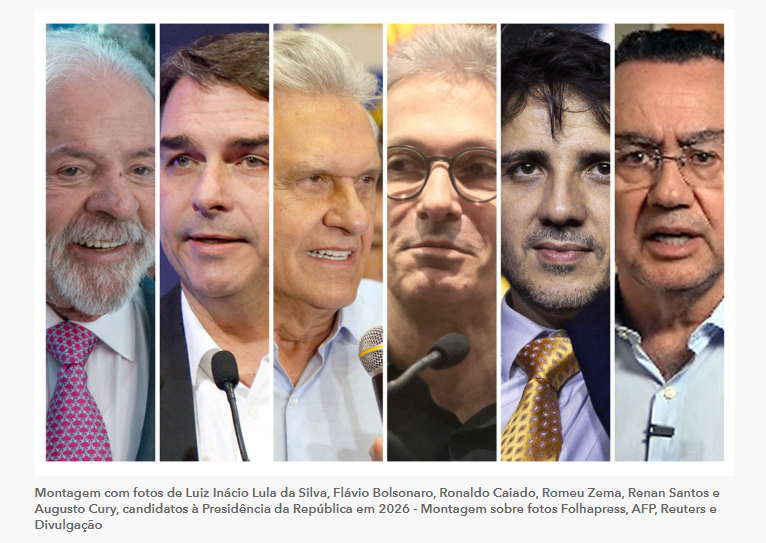 Montagem com fotos de Luiz Inácio Lula da Silva, Flávio Bolsonaro, Ronaldo Caiado, Romeu Zema, Renan Santos e
Augusto Cury, candidatos à Presidência da República em 2026 - Montagem sobre fotos Folhapress, AFP, Reuters e
Divulgação